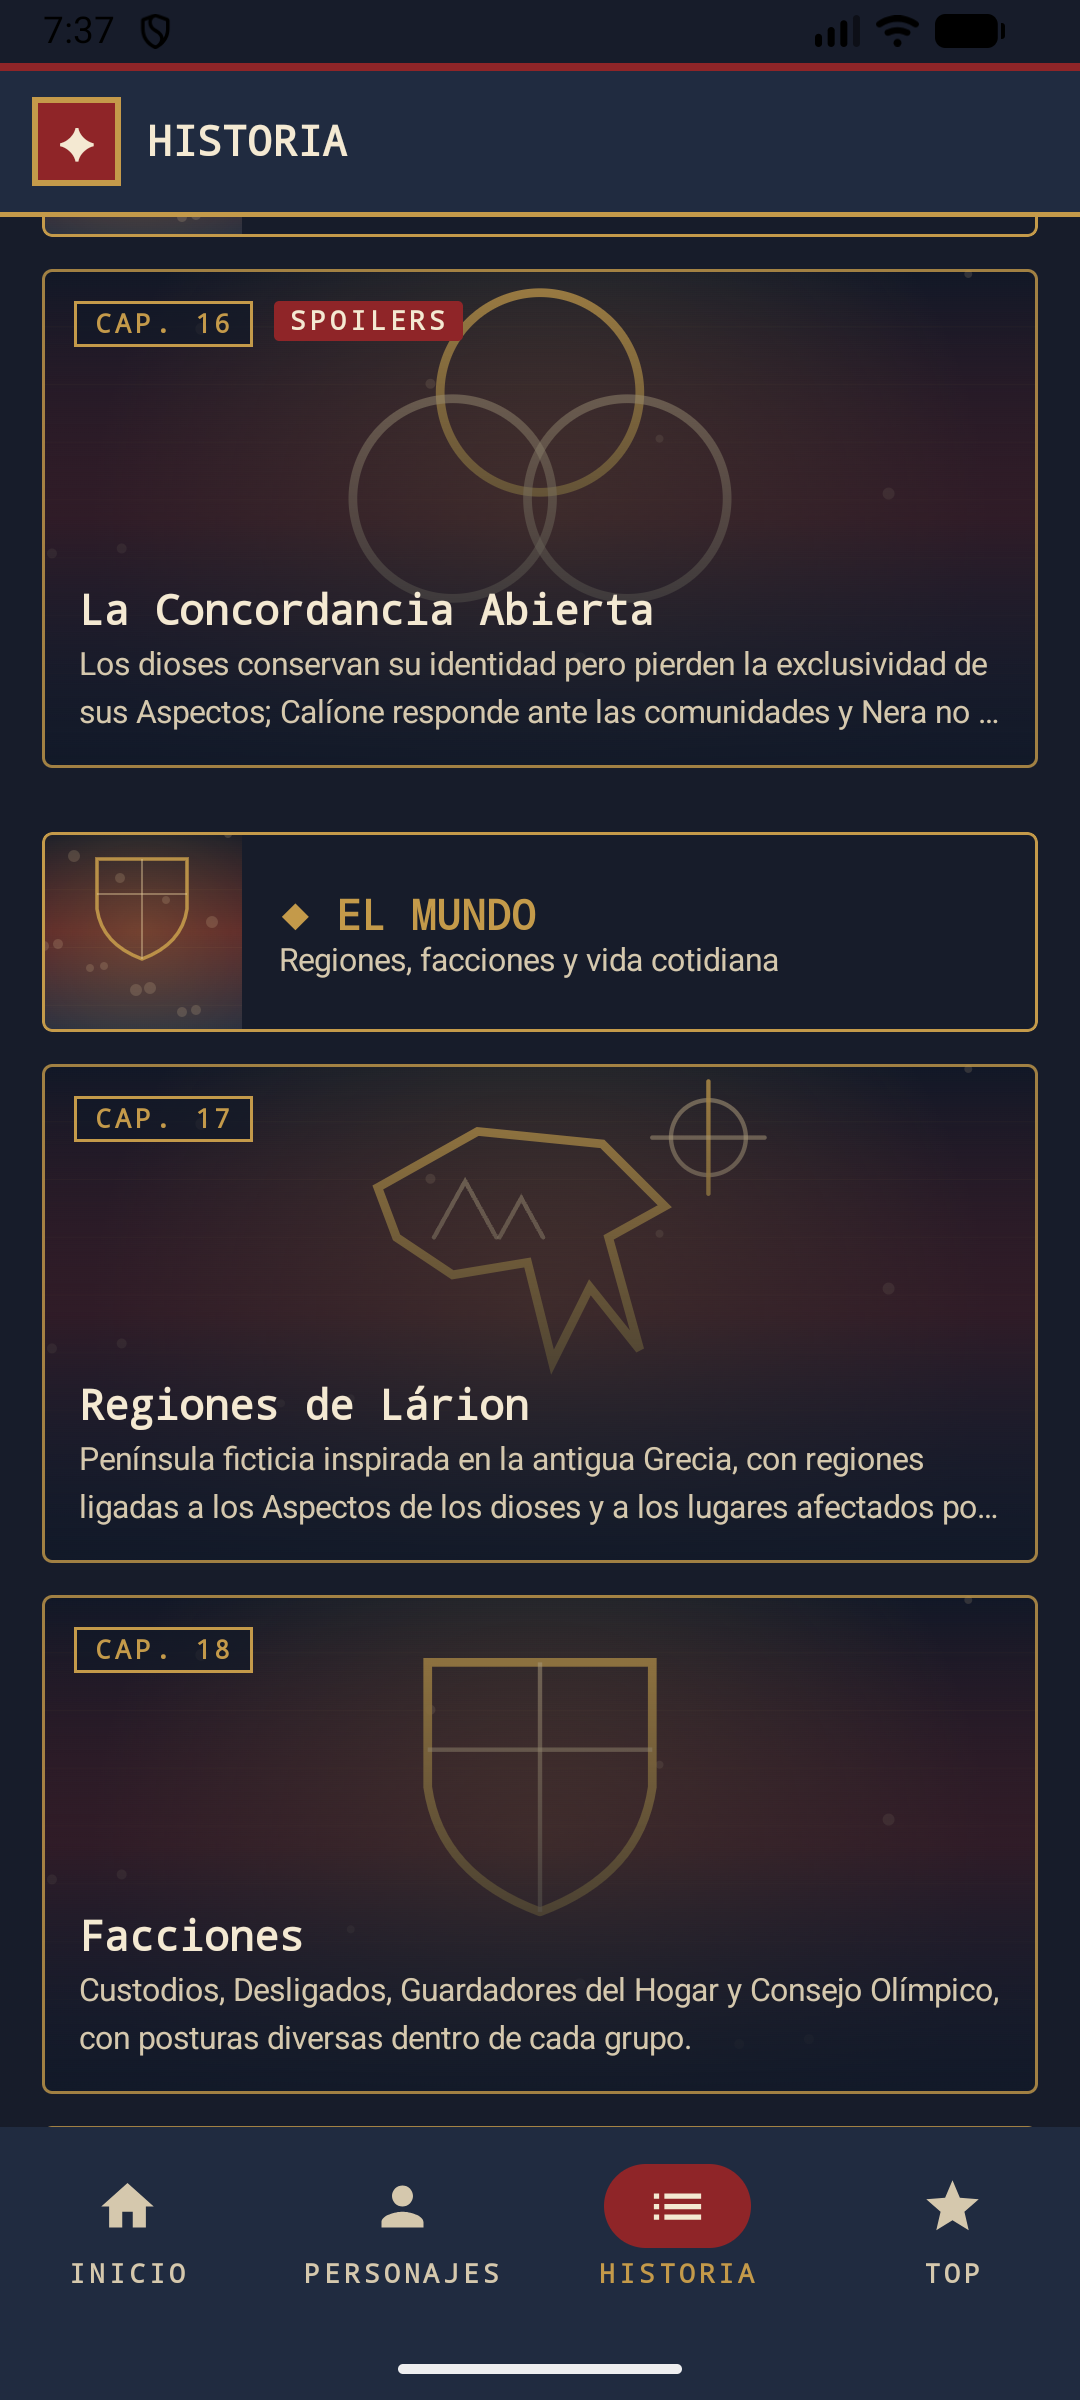 7:37
HISTORIA
CAP. 16
SPOILERS
La Concordancia Abierta
Los dioses conservan su identidad pero pierden la exclusividad de
sus Aspectos; Calíone responde ante las comunidades y Nera no ...
◆ EL MUNDO
Regiones, facciones y vida cotidiana
CAP. 17
Regiones de Lárion
Península ficticia inspirada en la antigua Grecia, con regiones
ligadas a los Aspectos de los dioses y a los lugares afectados po...
CAP. 18
Facciones
Custodios, Desligados, Guardadores del Hogar y Consejo Olímpico,
con posturas diversas dentro de cada grupo.
INICIO
PERSONAJES
HISTORIA
TOP